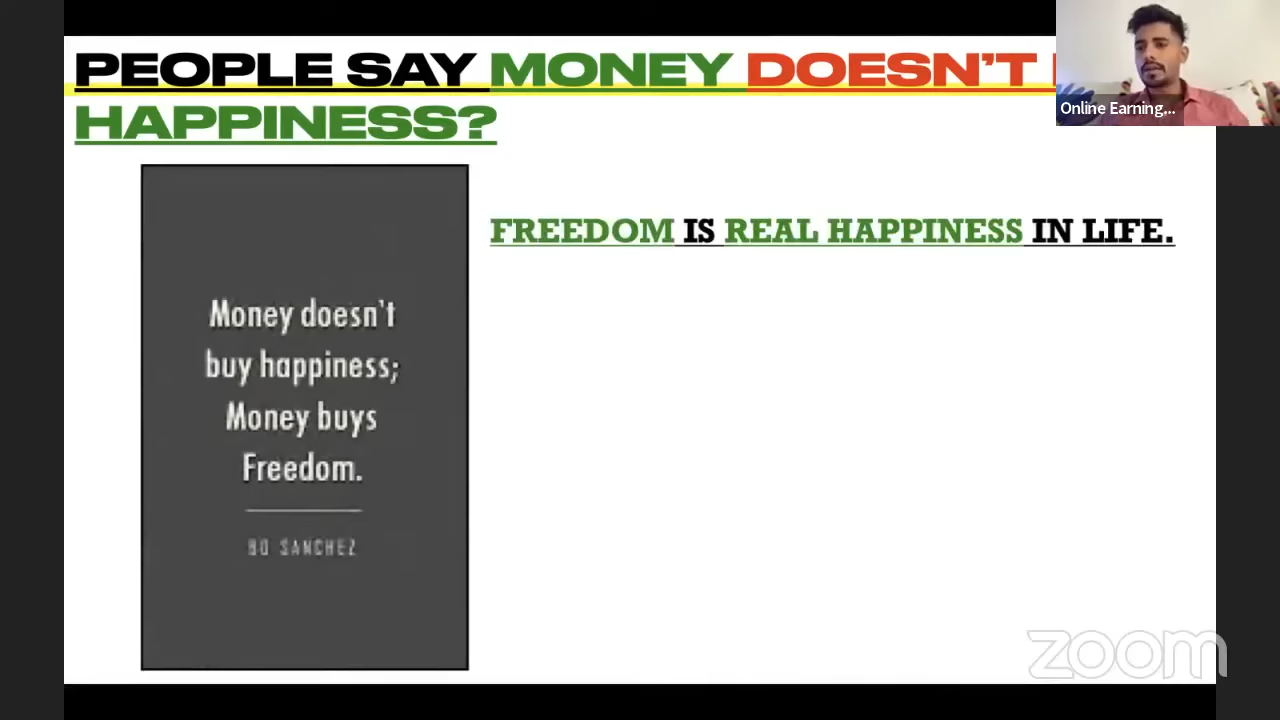 PEOPLE SAY MONEY DOESN'T
HAPPINESS?
Online Earning,...
FREEDOM IS REAL HAPPINESS IN LIFE.
Money doesn't
buy happiness;
Money buys
Freedom.
BO SANCHEZ
zoom